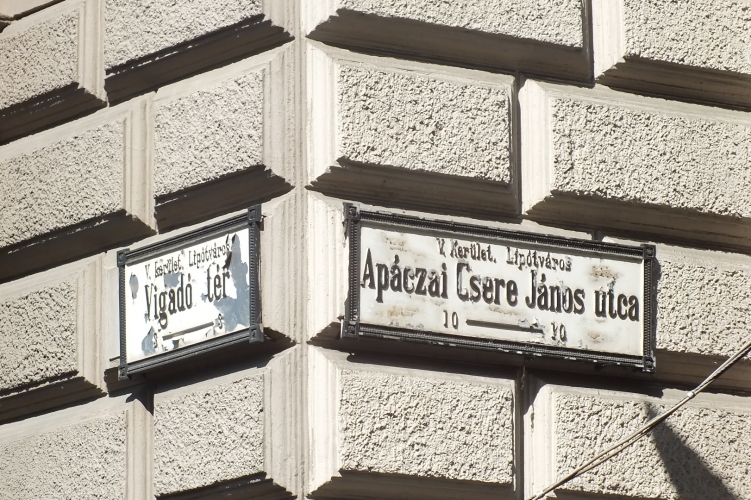 V. Kerület, Lipótváros
Vigadó tér
V. Kerület, Lipótváros
Apáczai Csere János utca
10 — 10